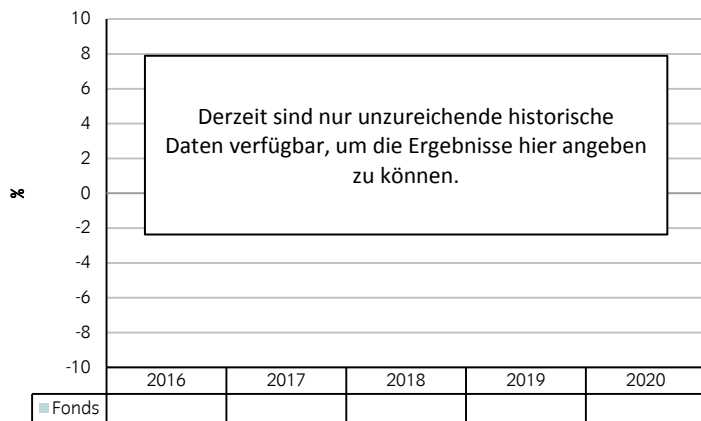 10
8
6
4
2
0
-2
-4
-6
-8
-10
%
Derzeit sind nur unzureichende historische
Daten verfügbar, um die Ergebnisse hier angeben
zu können.
2016 2017 2018 2019 2020
Fonds